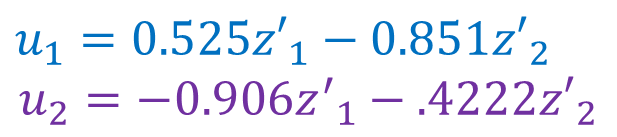 u₁ = 0.525z′₁ − 0.851z′₂
u₂ = −0.906z′₁ − .4222z′₂